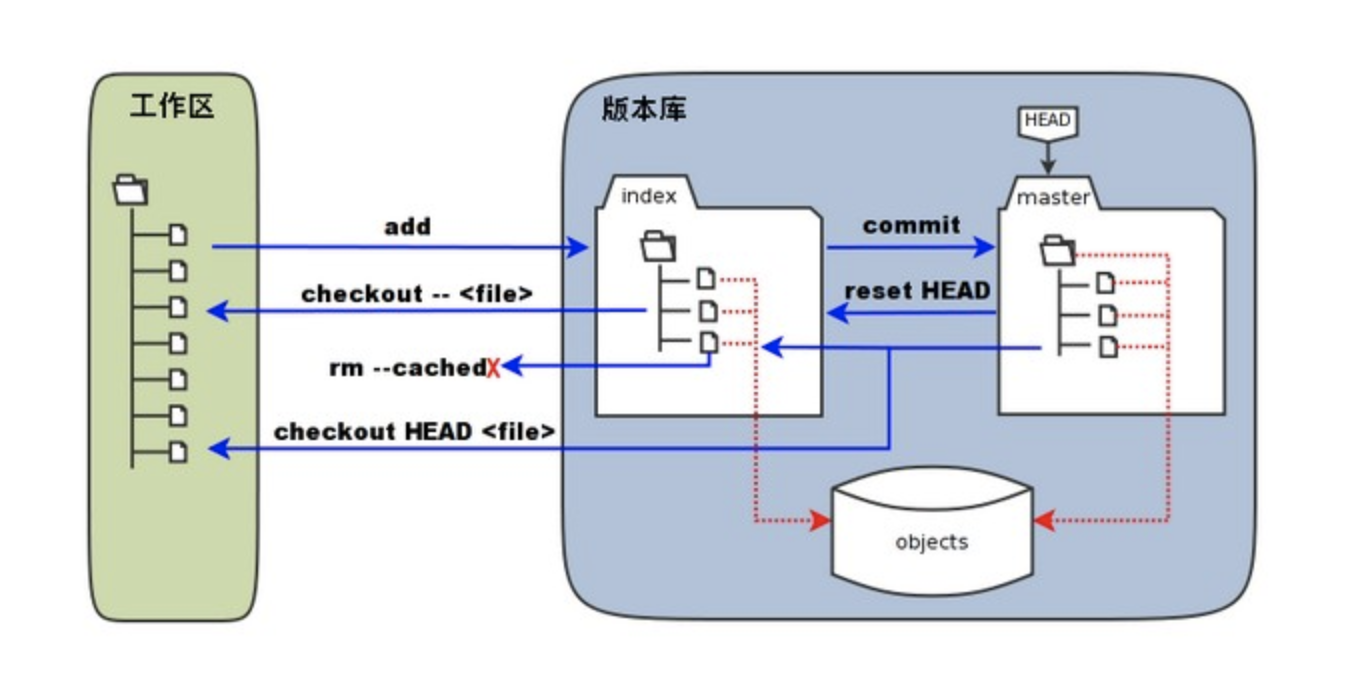 工作区
版本库
HEAD
index
master
add
commit
checkout -- <file>
reset HEAD
rm --cachedX
checkout HEAD <file>
objects